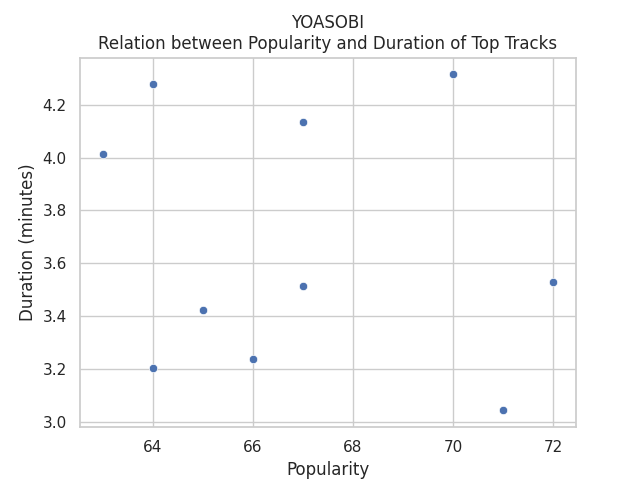 YOASOBI
Relation between Popularity and Duration of Top Tracks
4.2
4.0
3.8
3.6
3.4
3.2
3.0
Duration (minutes)
64 66 68 70 72
Popularity